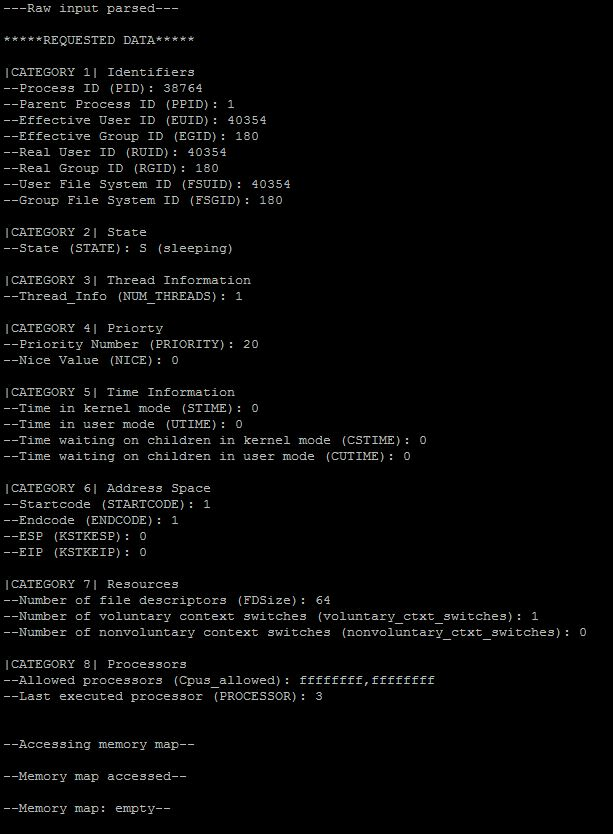 ---Raw input parsed---
*****REQUESTED DATA*****
|CATEGORY 1| Identifiers
--Process ID (PID): 38764
--Parent Process ID (PPID): 1
--Effective User ID (EUID): 40354
--Effective Group ID (EGID): 180
--Real User ID (RUID): 40354
--Real Group ID (RGID): 180
--User File System ID (FSUID): 40354
--Group File System ID (FSGID): 180
|CATEGORY 2| State
--State (STATE): S (sleeping)
|CATEGORY 3| Thread Information
--Thread_Info (NUM_THREADS): 1
|CATEGORY 4| Priorty
--Priority Number (PRIORITY): 20
--Nice Value (NICE): 0
|CATEGORY 5| Time Information
--Time in kernel mode (STIME): 0
--Time in user mode (UTIME): 0
--Time waiting on children in kernel mode (CSTIME): 0
--Time waiting on children in user mode (CUTIME): 0
|CATEGORY 6| Address Space
--Startcode (STARTCODE): 1
--Endcode (ENDCODE): 1
--ESP (KSTKESP): 0
--EIP (KSTKEIP): 0
|CATEGORY 7| Resources
--Number of file descriptors (FDSize): 64
--Number of voluntary context switches (voluntary_ctxt_switches): 1
--Number of nonvoluntary context switches (nonvoluntary_ctxt_switches): 0
|CATEGORY 8| Processors
--Allowed processors (Cpus_allowed): ffffffff,ffffffff
--Last executed processor (PROCESSOR): 3
--Accessing memory map--
--Memory map accessed--
--Memory map: empty--